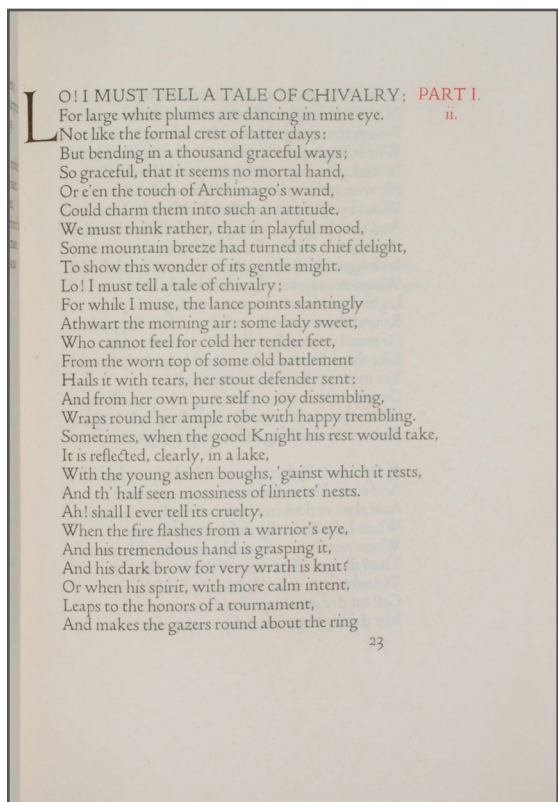 LO! I MUST TELL A TALE OF CHIVALRY; PART I.
For large white plumes are dancing in mine eye. ii.
Not like the formal crest of latter days:
But bending in a thousand graceful ways;
So graceful, that it seems no mortal hand,
Or e'en the touch of Archimago's wand,
Could charm them into such an attitude.
We must think rather, that in playful mood,
Some mountain breeze had turned its chief delight,
To show this wonder of its gentle might.
Lo! I must tell a tale of chivalry;
For while I muse, the lance points slantingly
Athwart the morning air: some lady sweet,
Who cannot feel for cold her tender feet,
From the worn top of some old battlement
Hails it with tears, her stout defender sent:
And from her own pure self no joy dissembling,
Wraps round her ample robe with happy trembling.
Sometimes, when the good Knight his rest would take,
It is reflected, clearly, in a lake,
With the young ashen boughs, 'gainst which it rests,
And th' half seen mossiness of linnets' nests.
Ah! shall I ever tell its cruelty,
When the fire flashes from a warrior's eye,
And his tremendous hand is grasping it,
And his dark brow for very wrath is knit?
Or when his spirit, with more calm intent,
Leaps to the honors of a tournament,
And makes the gazers round about the ring
23